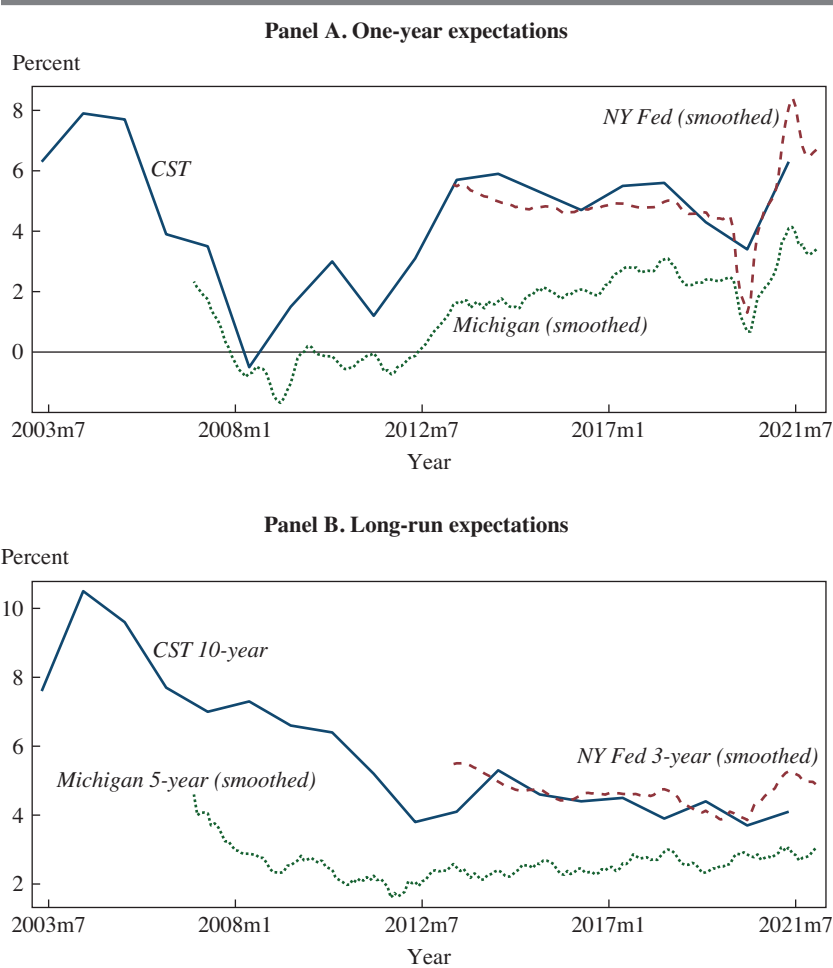 Panel A. One-year expectations
Percent
8
NY Fed (smoothed)
6
CST
4
2
Michigan (smoothed)
0
2003m7 2008m1 2012m7 2017m1 2021m7
Year
Panel B. Long-run expectations
Percent
10
CST 10-year
8
6
NY Fed 3-year (smoothed)
Michigan 5-year (smoothed)
4
2
2003m7 2008m1 2012m7 2017m1 2021m7
Year